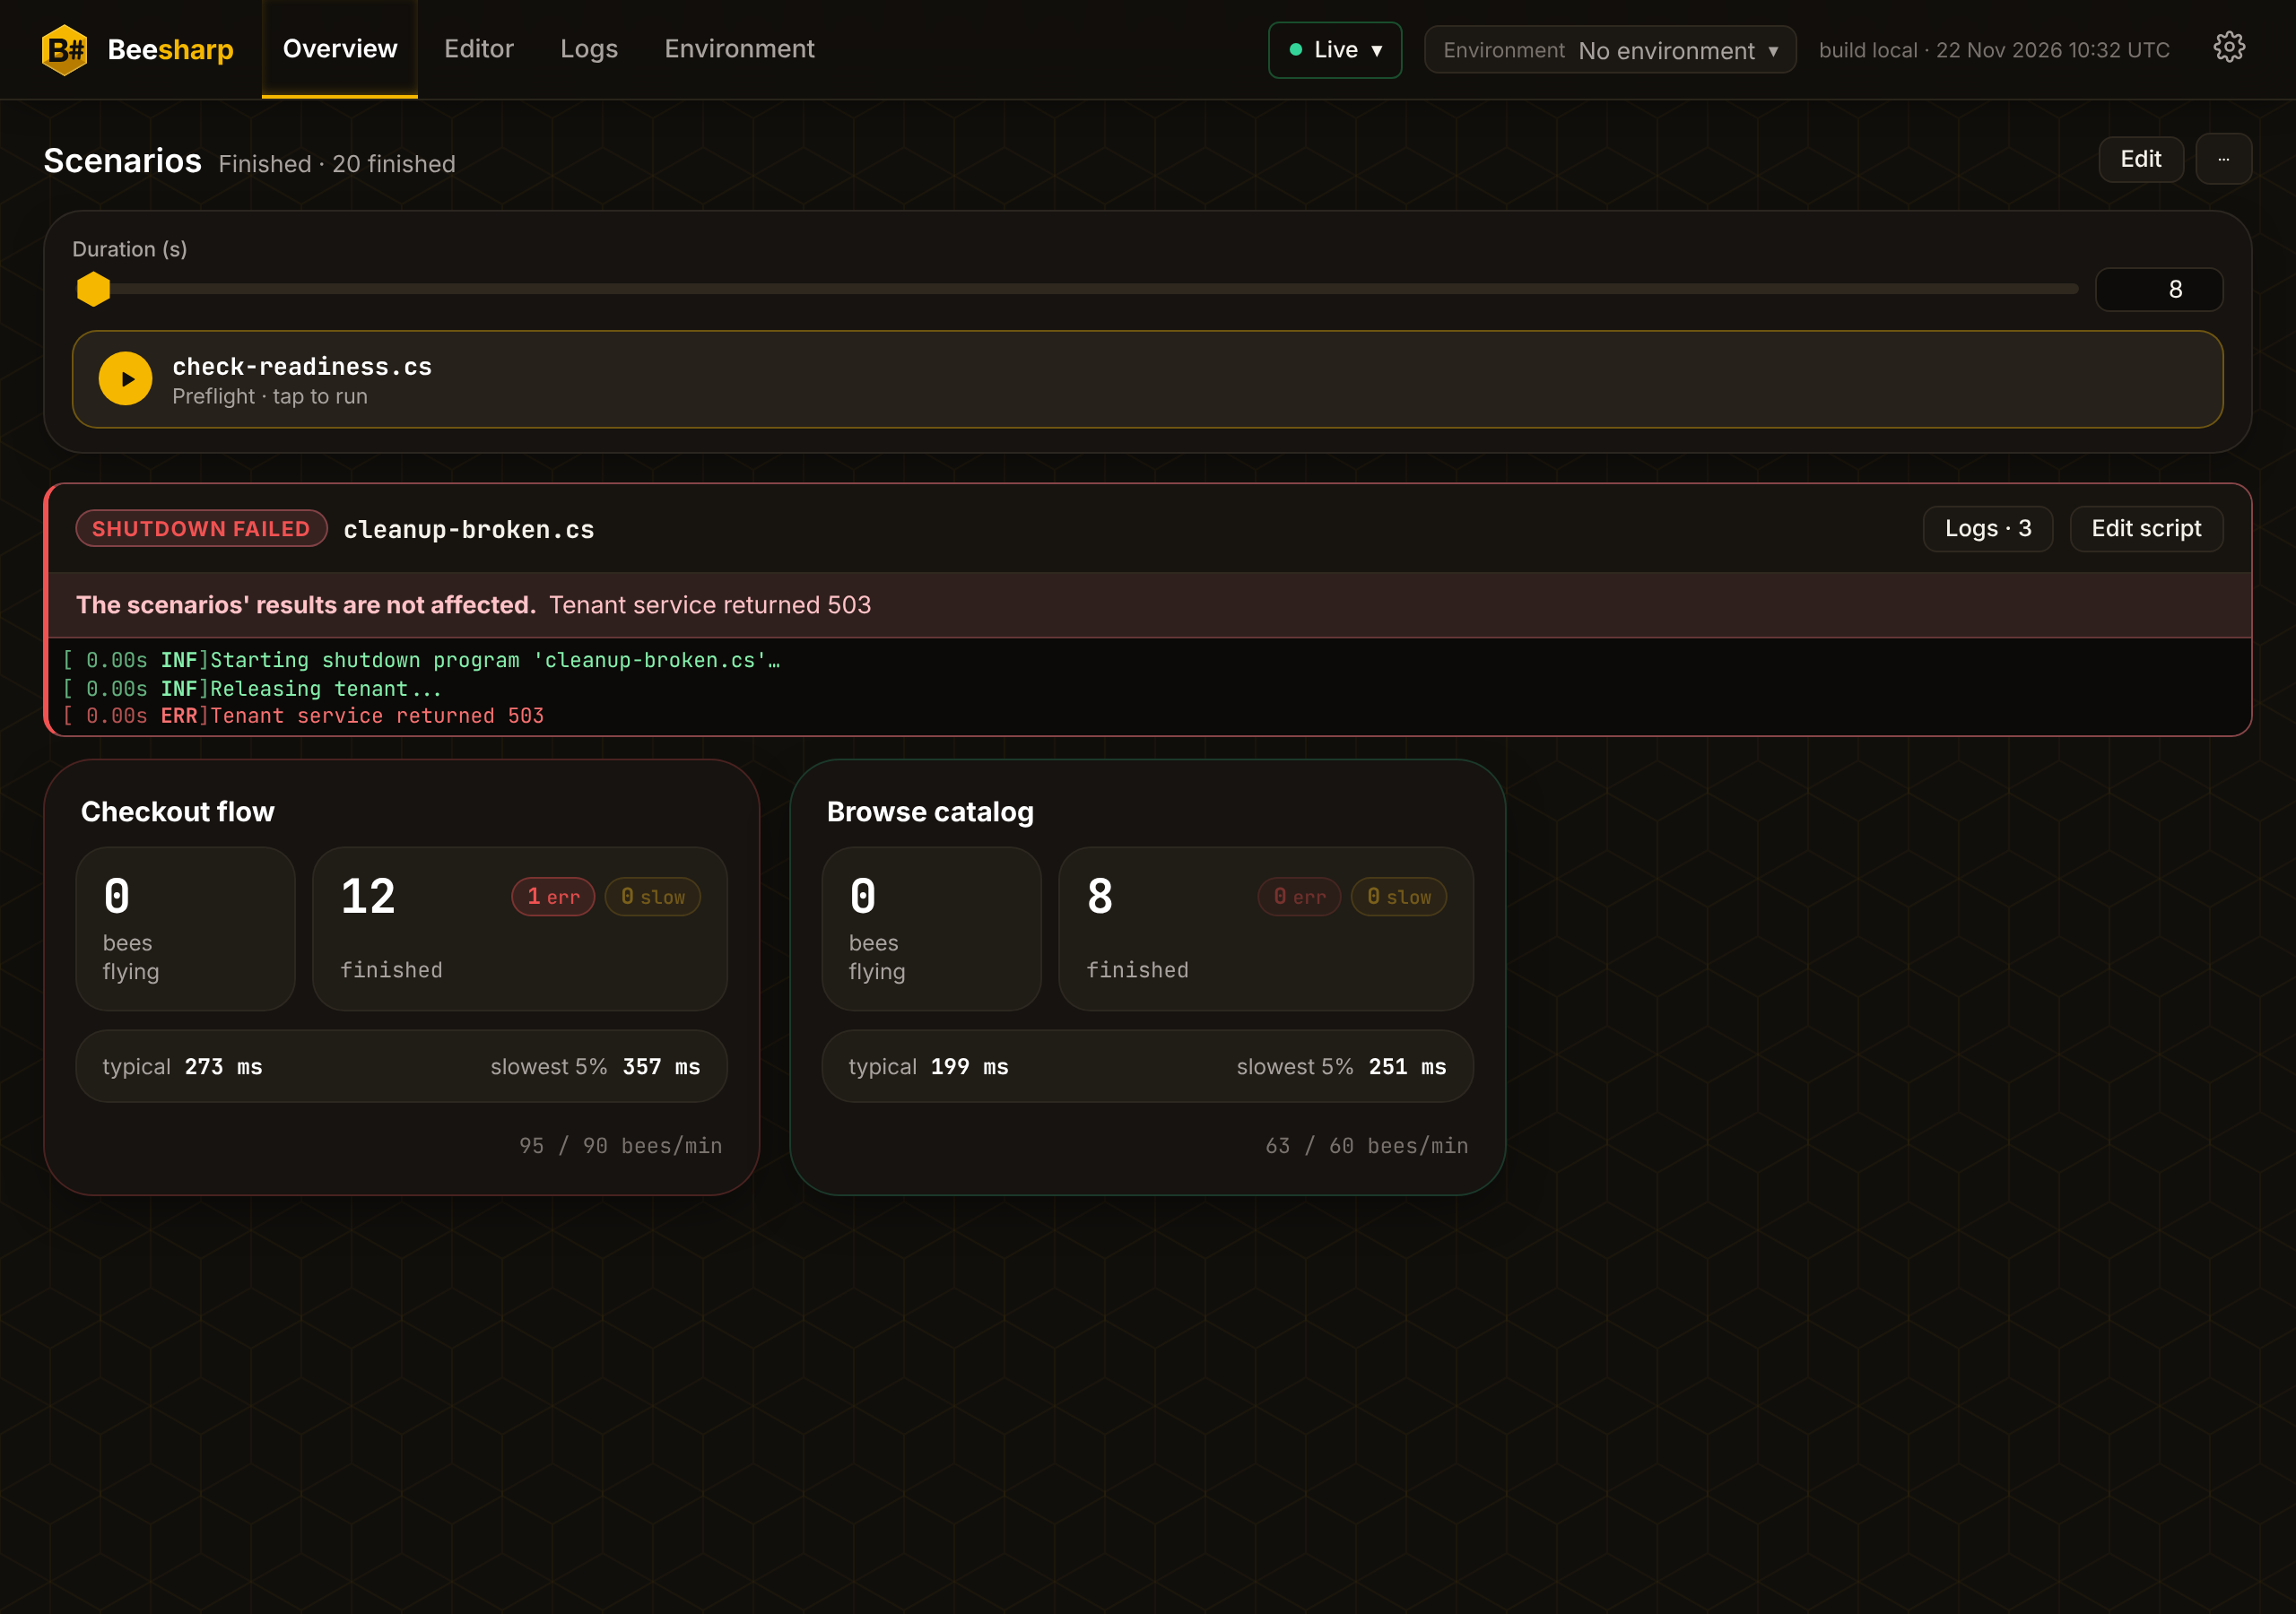 B# Beesharp Overview Editor Logs Environment Live ▾ Environment No environment ▾ build local · 22 Nov 2026 10:32 UTC
Scenarios Finished · 20 finished Edit ...
Duration (s)
8
check-readiness.cs
Preflight · tap to run
SHUTDOWN FAILED cleanup-broken.cs Logs · 3 Edit script
The scenarios' results are not affected. Tenant service returned 503
[ 0.00s INF]Starting shutdown program 'cleanup-broken.cs'…
[ 0.00s INF]Releasing tenant...
[ 0.00s ERR]Tenant service returned 503
Checkout flow
0
bees
flying
12 1 err 0 slow
finished
typical 273 ms slowest 5% 357 ms
95 / 90 bees/min
Browse catalog
0
bees
flying
8 0 err 0 slow
finished
typical 199 ms slowest 5% 251 ms
63 / 60 bees/min